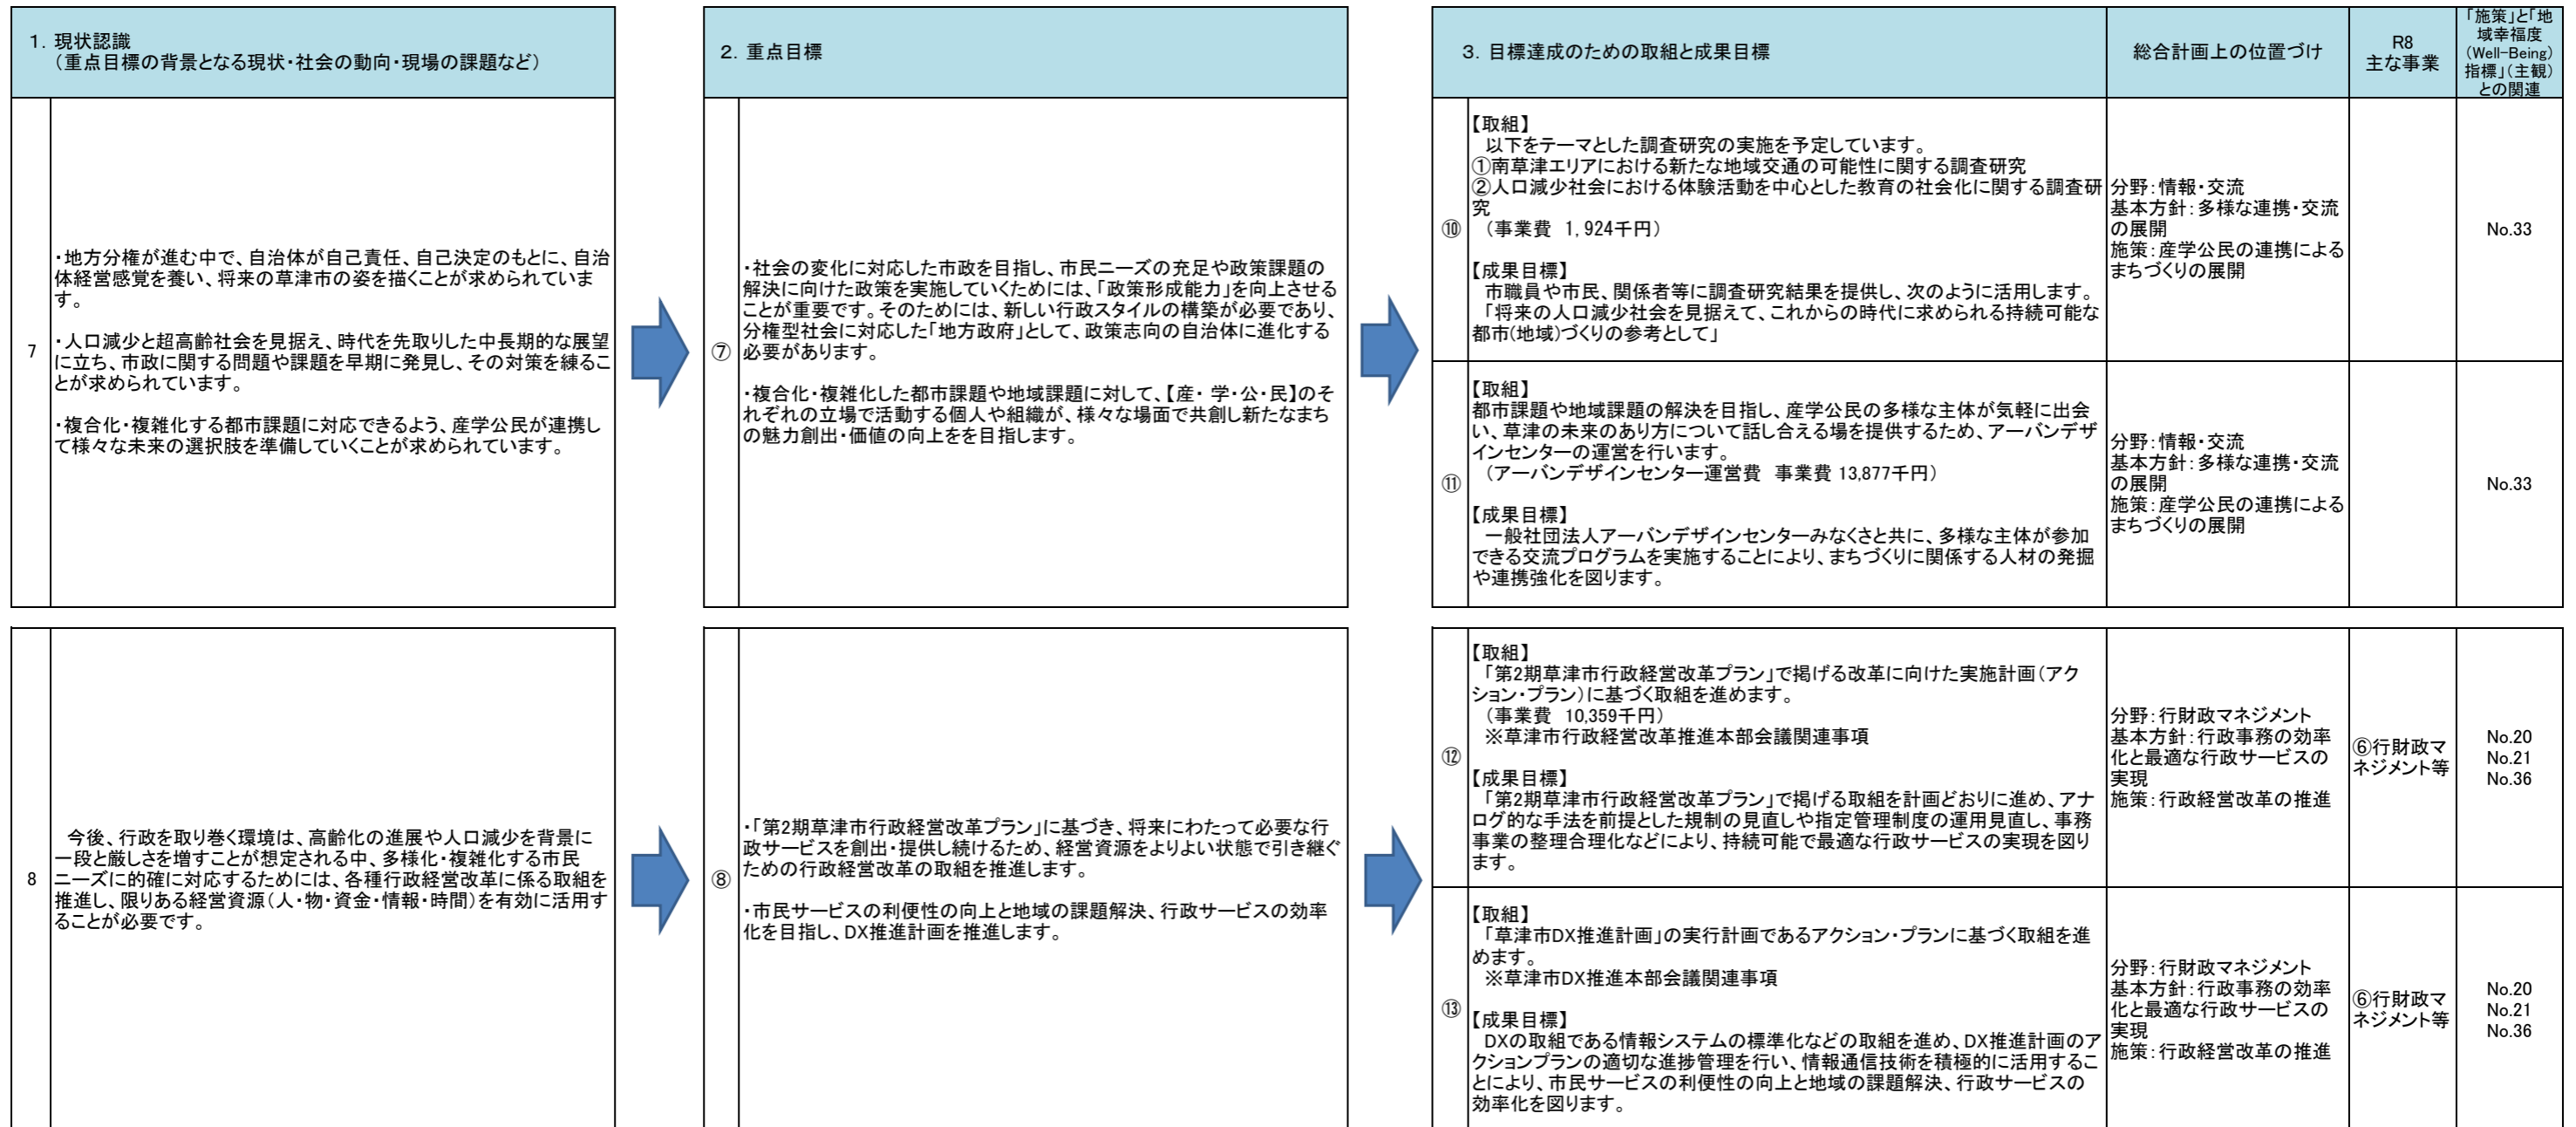 １．現状認識
（重点目標の背景となる現状・社会の動向・現場の課題など）
２．重点目標
３．目標達成のための取組と成果目標
総合計画上の位置づけ
R8
主な事業
「施策」と「地
域幸福度
(Well-Being)
指標」（主観）
との関連
7
・地方分権が進む中で、自治体が自己責任、自己決定のもとに、自治
体経営感覚を養い、将来の草津市の姿を描くことが求められていま
す。
・人口減少と超高齢社会を見据え、時代を先取りした中長期的な展望
に立ち、市政に関する問題や課題を早期に発見し、その対策を練るこ
とが求められています。
・複合化・複雑化する都市課題に対応できるよう、産学公民が連携し
て様々な未来の選択肢を準備していくことが求められています。
⑦
・社会の変化に対応した市政を目指し、市民ニーズの充足や政策課題の
解決に向けた政策を実施していくためには、「政策形成能力」を向上させる
ことが重要です。そのためには、新しい行政スタイルの構築が必要であり、
分権型社会に対応した「地方政府」として、政策志向の自治体に進化する
必要があります。
・複合化・複雑化した都市課題や地域課題に対して、【産・ 学・公・民】のそ
れぞれの立場で活動する個人や組織が、様々な場面で共創し新たなまち
の魅力創出・価値の向上をを目指します。
⑩
【取組】
以下をテーマとした調査研究の実施を予定しています。
①南草津エリアにおける新たな地域交通の可能性に関する調査研究
②人口減少社会における体験活動を中心とした教育の社会化に関する調査研
究
（事業費 1,924千円）
【成果目標】
市職員や市民、関係者等に調査研究結果を提供し、次のように活用します。
「将来の人口減少社会を見据えて、これからの時代に求められる持続可能な
都市(地域)づくりの参考として」
分野：情報・交流
基本方針：多様な連携・交流
の展開
施策：産学公民の連携による
まちづくりの展開
No.33
⑪
【取組】
都市課題や地域課題の解決を目指し、産学公民の多様な主体が気軽に出会
い、草津の未来のあり方について話し合える場を提供するため、アーバンデザ
インセンターの運営を行います。
（アーバンデザインセンター運営費 事業費 13,877千円）
【成果目標】
一般社団法人アーバンデザインセンターみなくさと共に、多様な主体が参加
できる交流プログラムを実施することにより、まちづくりに関係する人材の発掘
や連携強化を図ります。
分野：情報・交流
基本方針：多様な連携・交流
の展開
施策：産学公民の連携による
まちづくりの展開
No.33
8
今後、行政を取り巻く環境は、高齢化の進展や人口減少を背景に
一段と厳しさを増すことが想定される中、多様化・複雑化する市民
ニーズに的確に対応するためには、各種行政経営改革に係る取組を
推進し、限りある経営資源（人・物・資金・情報・時間）を有効に活用す
ることが必要です。
⑧
・「第2期草津市行政経営改革プラン」に基づき、将来にわたって必要な行
政サービスを創出・提供し続けるため、経営資源をよりよい状態で引き継ぐ
ための行政経営改革の取組を推進します。
・市民サービスの利便性の向上と地域の課題解決、行政サービスの効率
化を目指し、DX推進計画を推進します。
⑫
【取組】
「第2期草津市行政経営改革プラン」で掲げる改革に向けた実施計画（アク
ション・プラン）に基づく取組を進めます。
（事業費 10,359千円）
※草津市行政経営改革推進本部会議関連事項
【成果目標】
「第2期草津市行政経営改革プラン」で掲げる取組を計画どおりに進め、アナ
ログ的な手法を前提とした規制の見直しや指定管理制度の運用見直し、事務
事業の整理合理化などにより、持続可能で最適な行政サービスの実現を図り
ます。
分野：行財政マネジメント
基本方針：行政事務の効率
化と最適な行政サービスの
実現
施策：行政経営改革の推進
⑥行財政マ
ネジメント等
No.20
No.21
No.36
⑬
【取組】
「草津市DX推進計画」の実行計画であるアクション・プランに基づく取組を進
めます。
※草津市DX推進本部会議関連事項
【成果目標】
DXの取組である情報システムの標準化などの取組を進め、DX推進計画のア
クションプランの適切な進捗管理を行い、情報通信技術を積極的に活用するこ
とにより、市民サービスの利便性の向上と地域の課題解決、行政サービスの
効率化を図ります。
分野：行財政マネジメント
基本方針：行政事務の効率
化と最適な行政サービスの
実現
施策：行政経営改革の推進
⑥行財政マ
ネジメント等
No.20
No.21
No.36